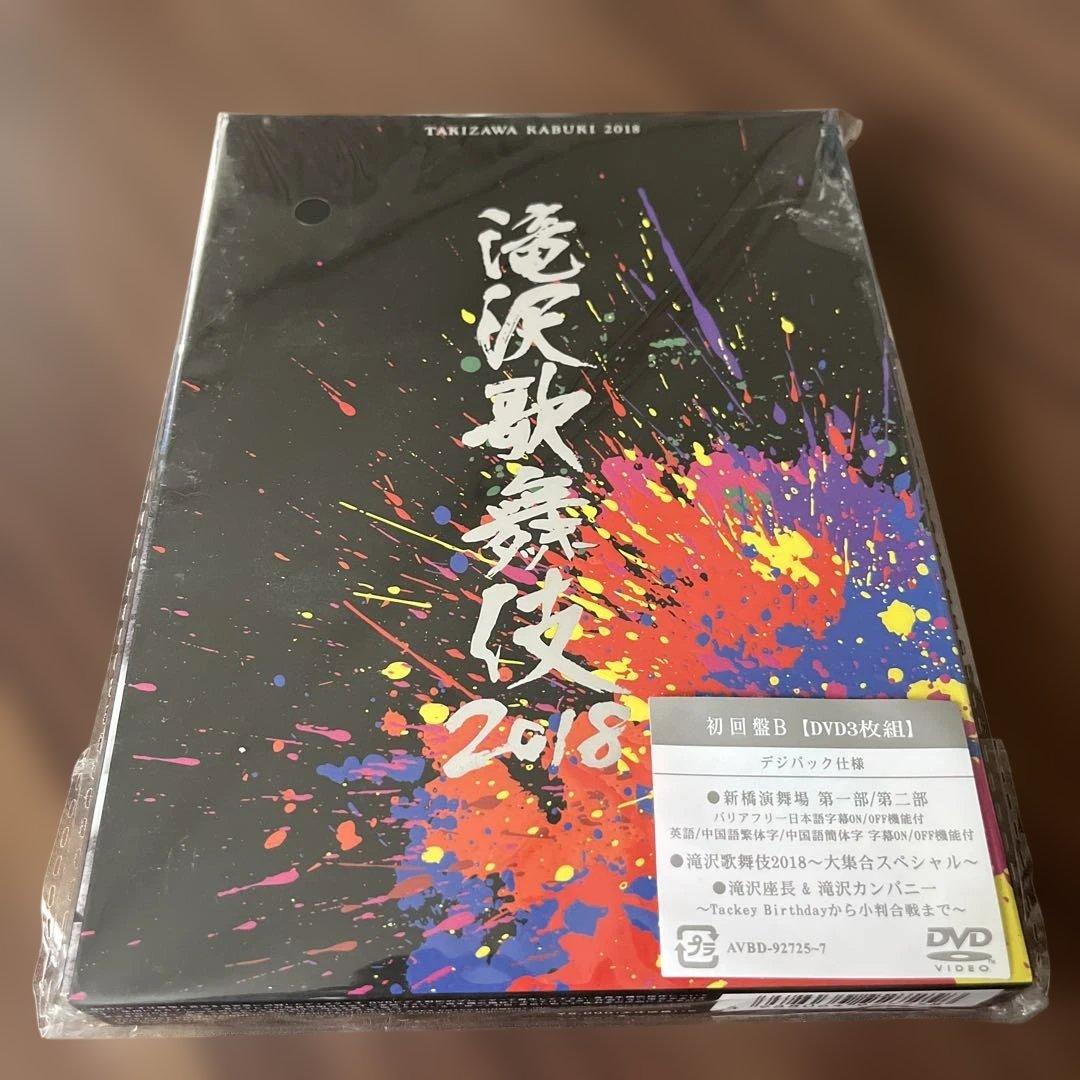 TAKIZAWA KABUKI 2018
滝沢歌舞伎
2018
初回盤B【DVD3枚組】
デジパック仕様
●新橋演舞場 第一部/第二部
バリアフリー日本語字幕ON/OFF機能付
英語/中国語繁体字/中国語簡体字 字幕ON/OFF機能付
●滝沢歌舞伎2018〜大集合スペシャル〜
●滝沢座長 & 滝沢カンパニー
〜Tackey Birthdayから小判合戦まで〜
プラ
AVBD-92725~7
DVD
VIDEO